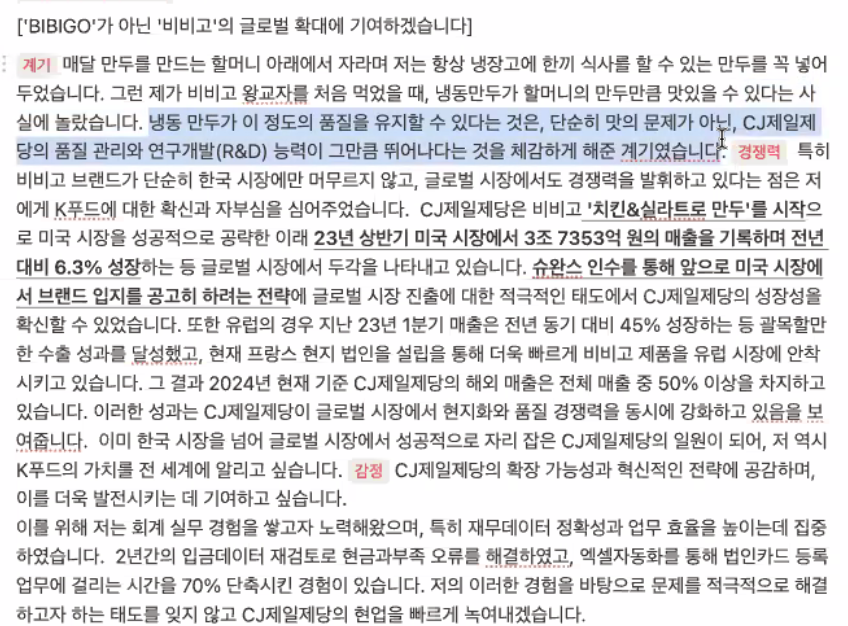 ['BIBIGO'가 아닌 '비비고'의 글로벌 확대에 기여하겠습니다]
계기 매달 만두를 만드는 할머니 아래에서 자라며 저는 항상 냉장고에 한끼 식사를 할 수 있는 만두를 꼭 넣어
두었습니다. 그런 제가 비비고 왕교자를 처음 먹었을 때, 냉동만두가 할머니의 만두만큼 맛있을 수 있다는 사
실에 놀랐습니다. 냉동 만두가 이 정도의 품질을 유지할 수 있다는 것은, 단순히 맛의 문제가 아닌, CJ제일제
당의 품질 관리와 연구개발(R&D) 능력이 그만큼 뛰어나다는 것을 체감하게 해준 계기였습니다. 경쟁력 특히
비비고 브랜드가 단순히 한국 시장에만 머무르지 않고, 글로벌 시장에서도 경쟁력을 발휘하고 있다는 점은 저
에게 K푸드에 대한 확신과 자부심을 심어주었습니다. CJ제일제당은 비비고 '치킨&실라트로 만두'를 시작으
로 미국 시장을 성공적으로 공략한 이래 23년 상반기 미국 시장에서 3조 7353억 원의 매출을 기록하며 전년
대비 6.3% 성장하는 등 글로벌 시장에서 두각을 나타내고 있습니다. 슈완스 인수를 통해 앞으로 미국 시장에
서 브랜드 입지를 공고히 하려는 전략에 글로벌 시장 진출에 대한 적극적인 태도에서 CJ제일제당의 성장성을
확신할 수 있었습니다. 또한 유럽의 경우 지난 23년 1분기 매출은 전년 동기 대비 45% 성장하는 등 괄목할만
한 수출 성과를 달성했고, 현재 프랑스 현지 법인을 설립을 통해 더욱 빠르게 비비고 제품을 유럽 시장에 안착
시키고 있습니다. 그 결과 2024년 현재 기준 CJ제일제당의 해외 매출은 전체 매출 중 50% 이상을 차지하고
있습니다. 이러한 성과는 CJ제일제당이 글로벌 시장에서 현지화와 품질 경쟁력을 동시에 강화하고 있음을 보
여줍니다. 이미 한국 시장을 넘어 글로벌 시장에서 성공적으로 자리 잡은 CJ제일제당의 일원이 되어, 저 역시
K푸드의 가치를 전 세계에 알리고 싶습니다. 감정 CJ제일제당의 확장 가능성과 혁신적인 전략에 공감하며,
이를 더욱 발전시키는 데 기여하고 싶습니다.
이를 위해 저는 회계 실무 경험을 쌓고자 노력해왔으며, 특히 재무데이터 정확성과 업무 효율을 높이는데 집중
하였습니다. 2년간의 입금데이터 재검토로 현금과부족 오류를 해결하였고, 엑셀자동화를 통해 법인카드 등록
업무에 걸리는 시간을 70% 단축시킨 경험이 있습니다. 저의 이러한 경험을 바탕으로 문제를 적극적으로 해결
하고자 하는 태도를 잊지 않고 CJ제일제당의 현업을 빠르게 녹여내겠습니다.